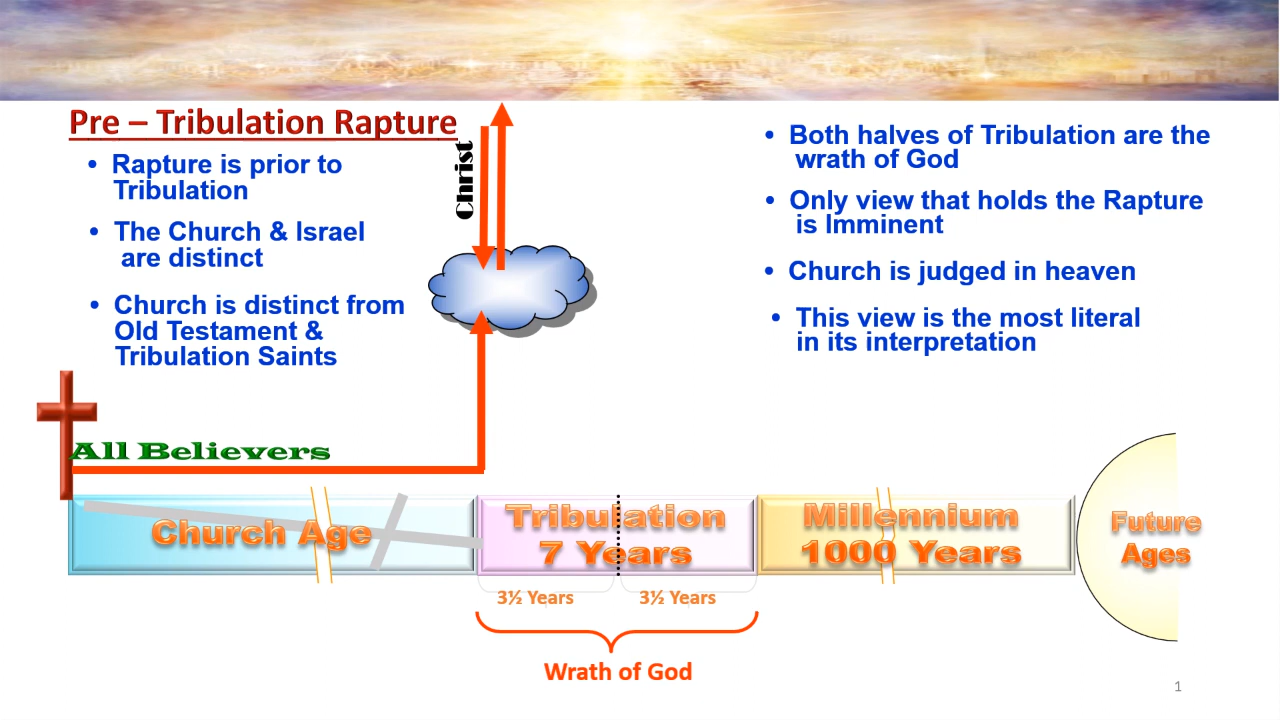 Pre – Tribulation Rapture
• Rapture is prior to
Tribulation
• The Church & Israel
are distinct
• Church is distinct from
Old Testament &
Tribulation Saints
Christ
• Both halves of Tribulation are the
wrath of God
• Only view that holds the Rapture
is Imminent
• Church is judged in heaven
• This view is the most literal
in its interpretation
All Believers
Church Age
Tribulation
7 Years
Millennium
1000 Years
Future
Ages
3½ Years
3½ Years
Wrath of God
1